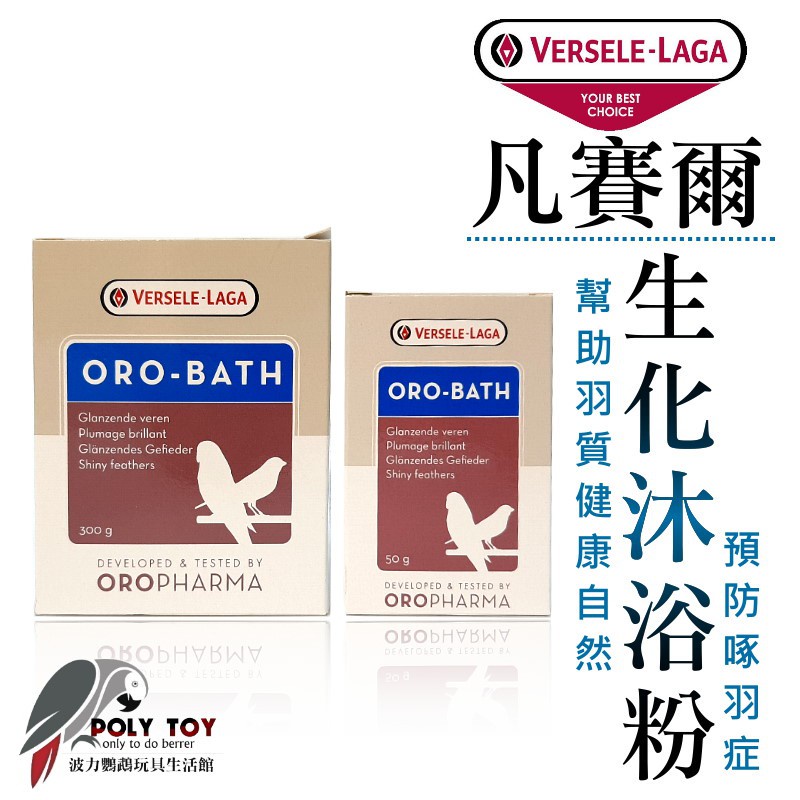 VERSELE-LAGA
YOUR BEST
CHOICE
凡賽爾
生化沐浴粉
幫助羽質健康自然
預防啄羽症
VERSELE-LAGA
ORO-BATH
Glanzende veren
Plumage brillant
Glänzendes Gefieder
Shiny feathers
300 g
DEVELOPED & TESTED BY
OROPHARMA
VERSELE-LAGA
ORO-BATH
Glanzende veren
Plumage brillant
Glänzendes Gefieder
Shiny feathers
50 g
DEVELOPED & TESTED BY
OROPHARMA
POLY TOY
only to do berrer
波力鸚鵡玩具生活館